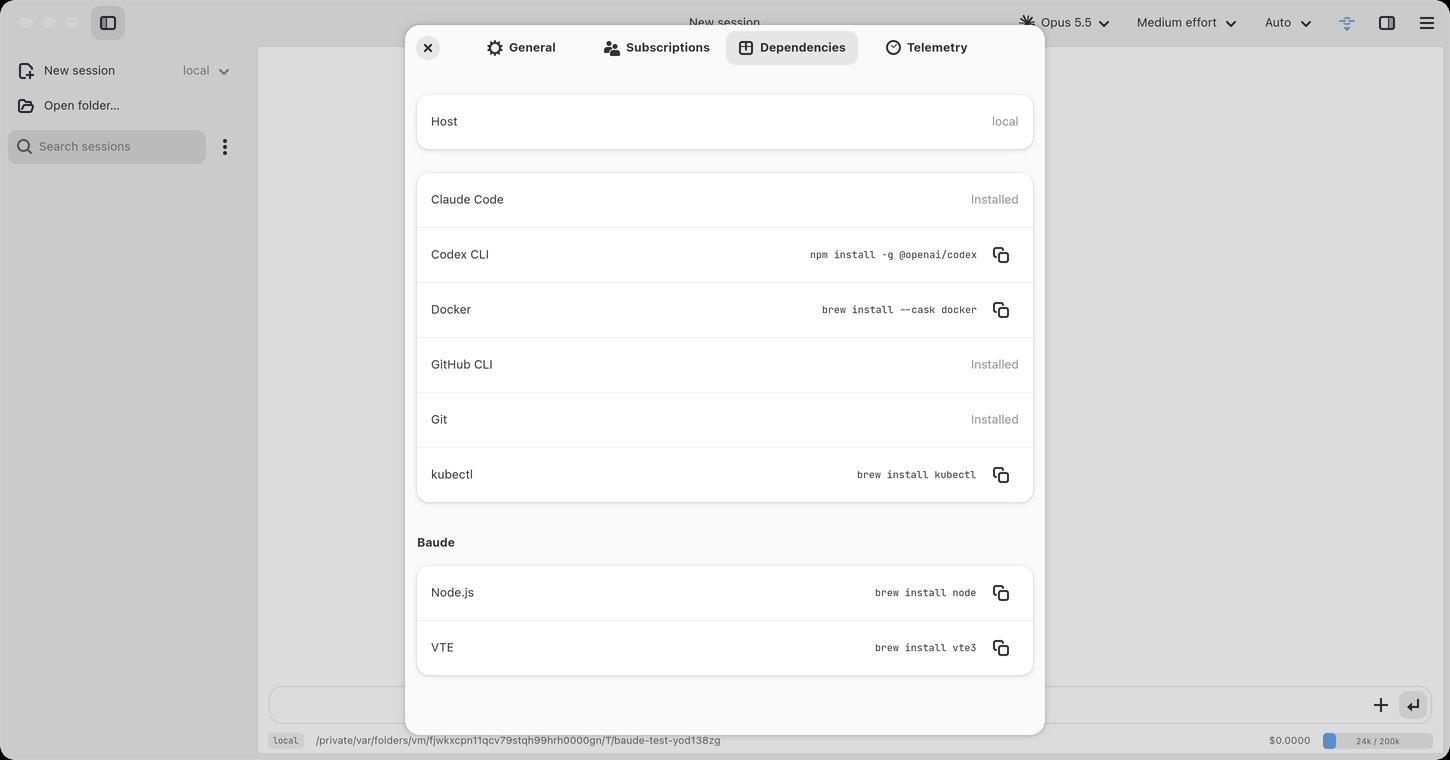 New session
Opus 5.5
Medium effort
Auto
New session
local
Open folder...
Search sessions
General
Subscriptions
Dependencies
Telemetry
Host
local
Claude Code
Installed
Codex CLI
npm install -g @openai/codex
Docker
brew install --cask docker
GitHub CLI
Installed
Git
Installed
kubectl
brew install kubectl
Baude
Node.js
brew install node
VTE
brew install vte3
local
/private/var/folders/vm/fjwkxcpn11qcv79stqh99hrh0000gn/T/baude-test-yod138zg
$0.0000
24k / 200k